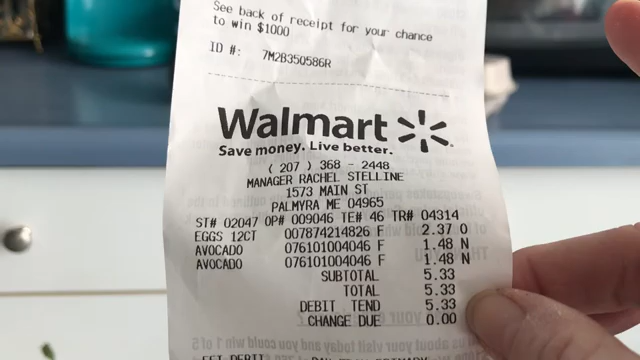 See back of receipt for your chance
to win $1000
ID #: 7M2B350586R
Walmart
Save money. Live better.
( 207 ) 368 - 2448
MANAGER RACHEL STELLINE
1573 MAIN ST
PALMYRA ME 04965
ST# 02047 OP# 009046 TE# 46 TR# 04314
EGGS 12CT 007874214826 F 2.37 O
AVOCADO 076101004046 F 1.48 N
AVOCADO 076101004046 F 1.48 N
SUBTOTAL 5.33
TOTAL 5.33
DEBIT TEND 5.33
CHANGE DUE 0.00